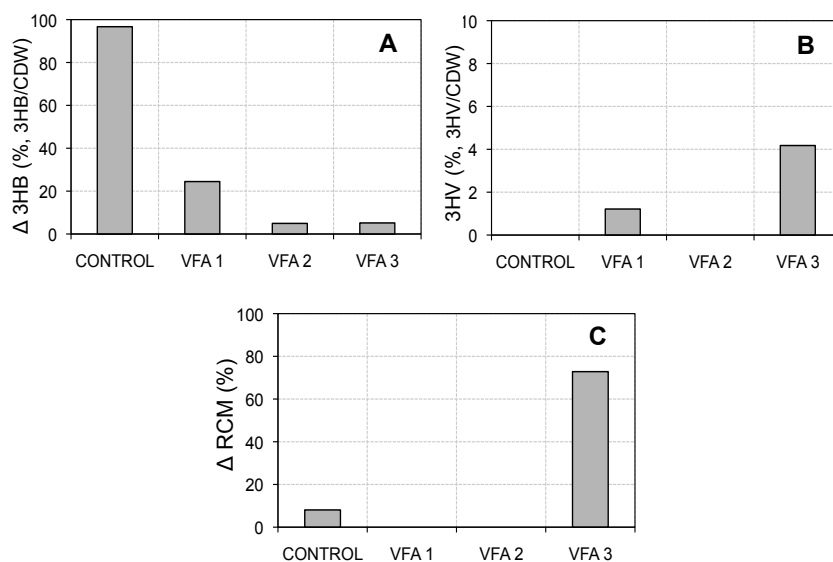 A
Δ 3HB (%, 3HB/CDW)
100
80
60
40
20
0
CONTROL VFA 1 VFA 2 VFA 3
B
3HV (%, 3HV/CDW)
10
8
6
4
2
0
CONTROL VFA 1 VFA 2 VFA 3
C
Δ RCM (%)
100
80
60
40
20
0
CONTROL VFA 1 VFA 2 VFA 3